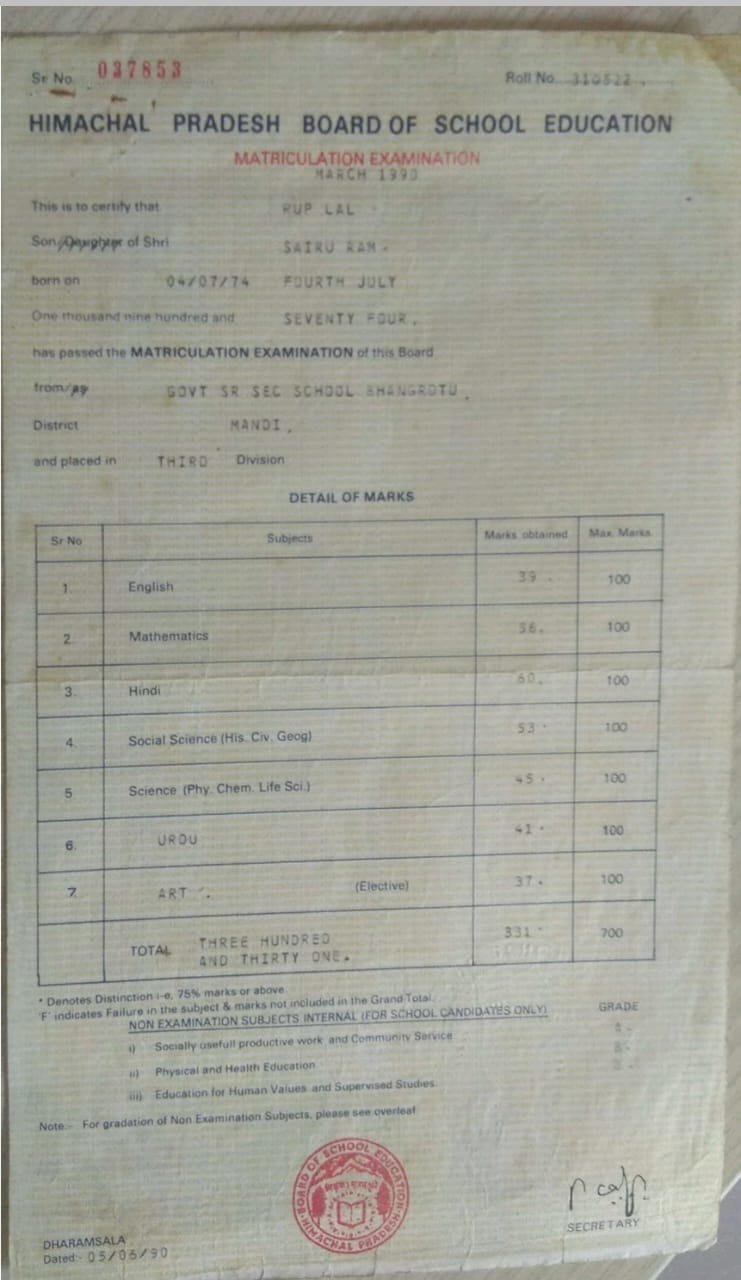 Sr No. 037853 Roll No. 310522.
HIMACHAL PRADESH BOARD OF SCHOOL EDUCATION
MATRICULATION EXAMINATION
MARCH 1990
This is to certify that RUP LAL
Son/Daughter of Shri SAIRU RAM.
born on 04/07/74 FOURTH JULY
One thousand nine hundred and SEVENTY FOUR.
has passed the MATRICULATION EXAMINATION of this Board
from/as GOVT SR SEC SCHOOL BHANGROTU,
District MANDI,
and placed in THIRD Division
DETAIL OF MARKS
Sr No Subjects Marks obtained Max. Marks
1. English 39. 100
2. Mathematics 56. 100
3. Hindi 60. 100
4. Social Science (His. Civ. Geog) 53. 100
5 Science (Phy. Chem. Life Sci.) 45. 100
6. URDU 41. 100
7. ART. (Elective) 37. 100
TOTAL THREE HUNDRED AND THIRTY ONE. 331 700
* Denotes Distinction i-e, 75% marks or above.
'F' indicates Failure in the subject & marks not included in the Grand Total.
NON EXAMINATION SUBJECTS INTERNAL (FOR SCHOOL CANDIDATES ONLY) GRADE
i) Socially usefull productive work and Community Service
ii) Physical and Health Education
iii) Education for Human Values and Supervised Studies
Note:- For gradation of Non Examination Subjects, please see overleaf
BOARD OF SCHOOL EDUCATION
HIMACHAL PRADESH
SECRETARY
DHARAMSALA
Dated:- 05/06/90